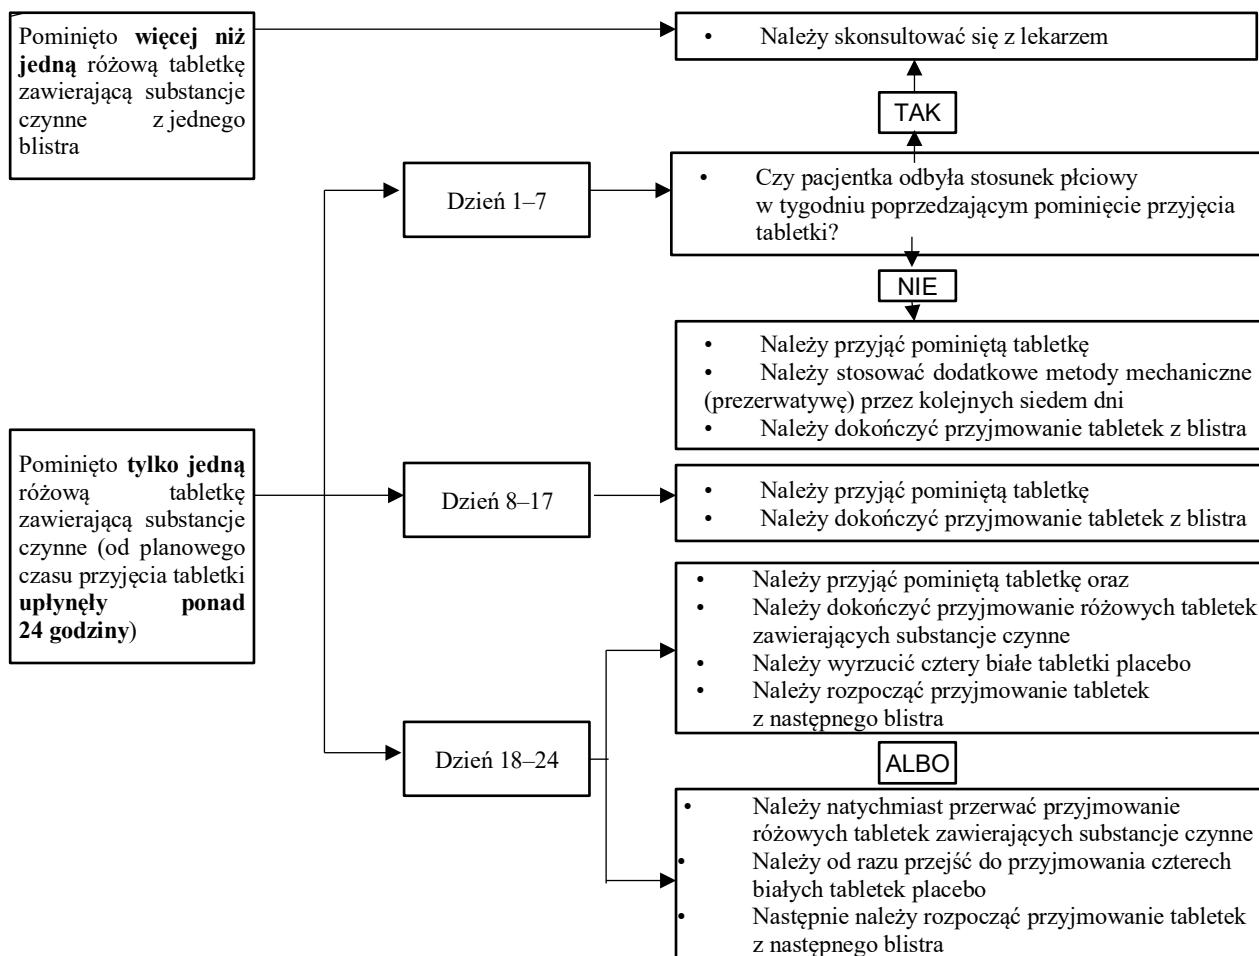 Pominięto więcej niż
jedną różową tabletkę
zawierającą substancje
czynne z jednego
blistra
• Należy skonsultować się z lekarzem
TAK
Dzień 1–7
• Czy pacjentka odbyła stosunek płciowy
w tygodniu poprzedzającym pominięcie przyjęcia
tabletki?
NIE
• Należy przyjąć pominiętą tabletkę
• Należy stosować dodatkowe metody mechaniczne
(prezerwatywę) przez kolejnych siedem dni
• Należy dokończyć przyjmowanie tabletek z blistra
Pominięto tylko jedną
różową tabletkę
zawierającą substancje
czynne (od planowego
czasu przyjęcia tabletki
upłynęły ponad
24 godziny)
Dzień 8–17
• Należy przyjąć pominiętą tabletkę
• Należy dokończyć przyjmowanie tabletek z blistra
Dzień 18–24
• Należy przyjąć pominiętą tabletkę oraz
• Należy dokończyć przyjmowanie różowych tabletek
zawierających substancje czynne
• Należy wyrzucić cztery białe tabletki placebo
• Należy rozpocząć przyjmowanie tabletek
z następnego blistra
ALBO
• Należy natychmiast przerwać przyjmowanie
różowych tabletek zawierających substancje czynne
• Należy od razu przejść do przyjmowania czterech
białych tabletek placebo
• Następnie należy rozpocząć przyjmowanie tabletek
z następnego blistra